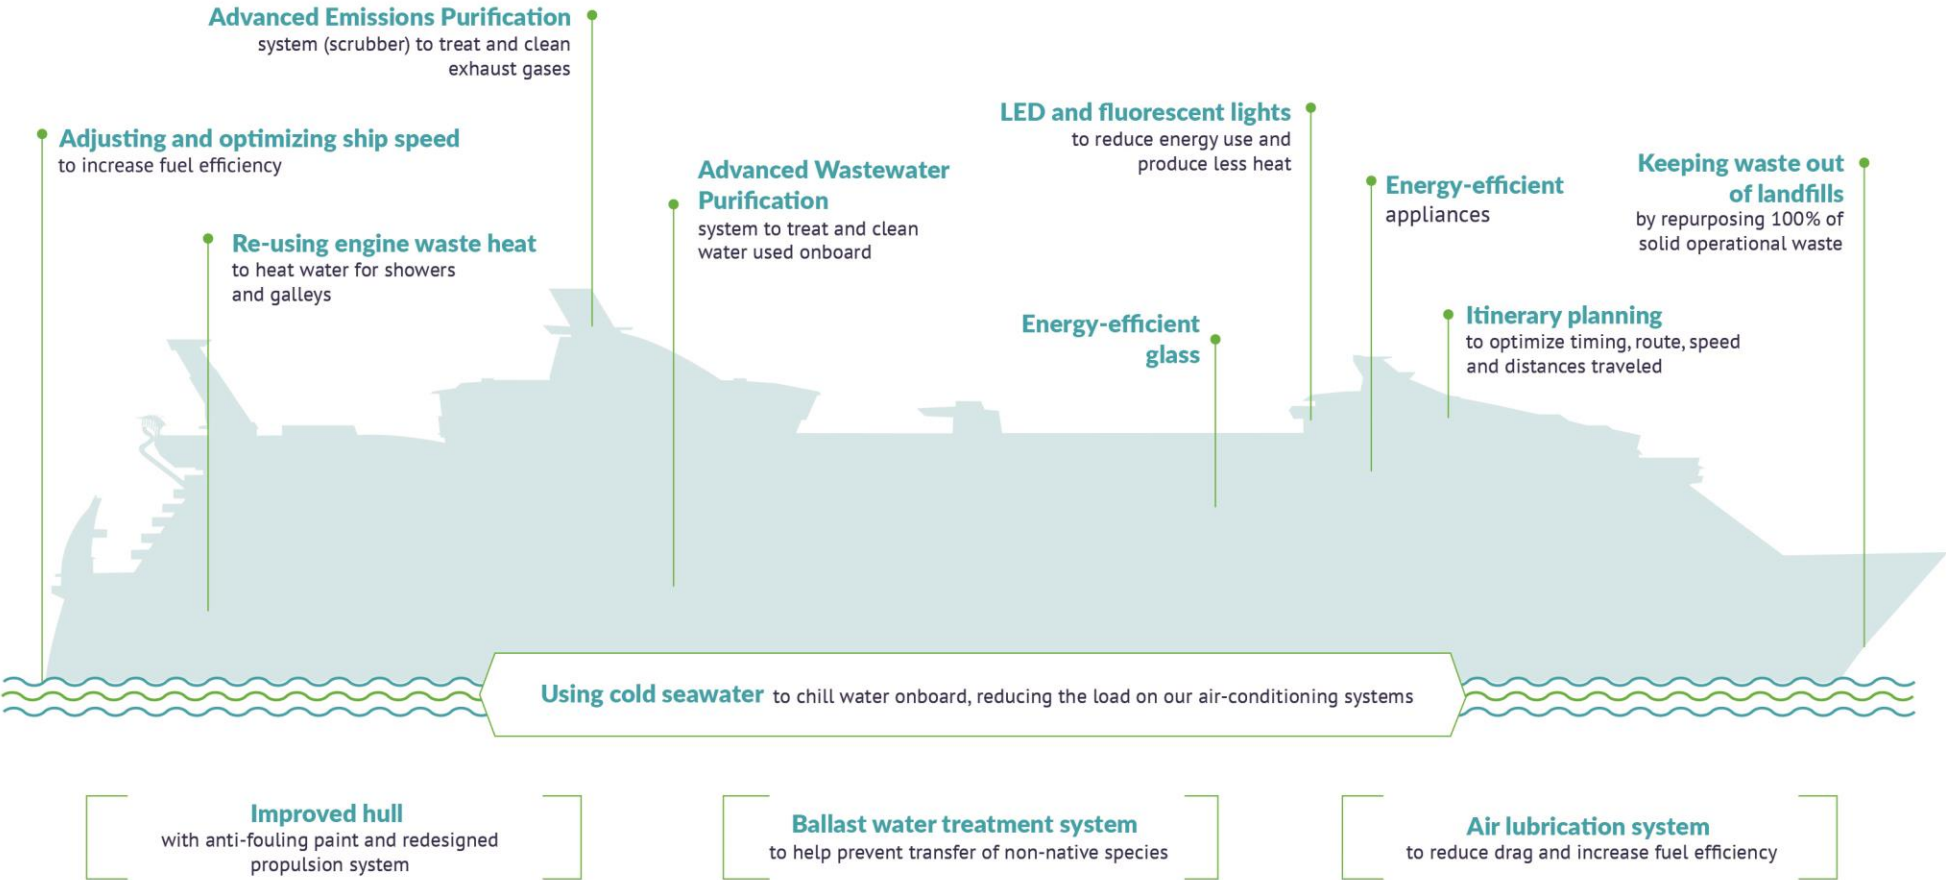 Advanced Emissions Purification
system (scrubber) to treat and clean
exhaust gases
Adjusting and optimizing ship speed
to increase fuel efficiency
Re-using engine waste heat
to heat water for showers
and galleys
Advanced Wastewater
Purification
system to treat and clean
water used onboard
LED and fluorescent lights
to reduce energy use and
produce less heat
Energy-efficient
glass
Energy-efficient
appliances
Itinerary planning
to optimize timing, route, speed
and distances traveled
Keeping waste out
of landfills
by repurposing 100% of
solid operational waste
Using cold seawater to chill water onboard, reducing the load on our air-conditioning systems
Improved hull
with anti-fouling paint and redesigned
propulsion system
Ballast water treatment system
to help prevent transfer of non-native species
Air lubrication system
to reduce drag and increase fuel efficiency